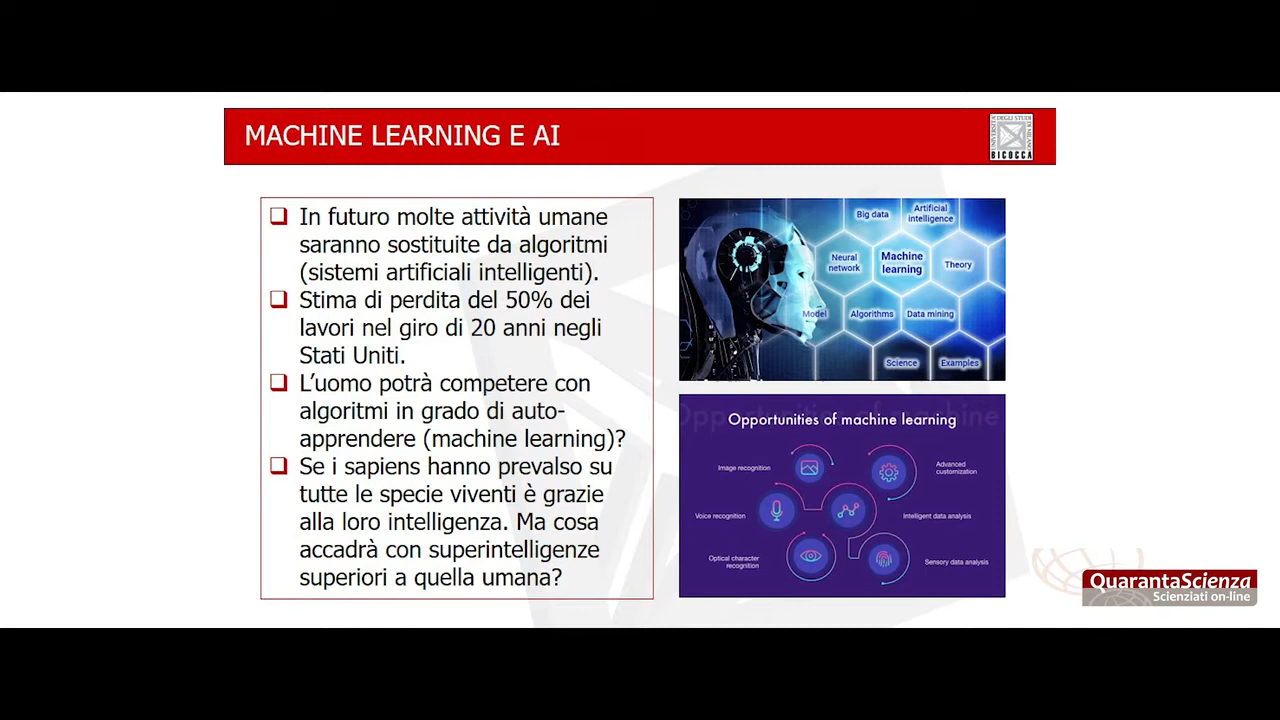 MACHINE LEARNING E AI
UNIVERSITÀ
DEGLI STUDI
DI MILANO
BICOCCA
In futuro molte attività umane
saranno sostituite da algoritmi
(sistemi artificiali intelligenti).
Stima di perdita del 50% dei
lavori nel giro di 20 anni negli
Stati Uniti.
L’uomo potrà competere con
algoritmi in grado di auto-
apprendere (machine learning)?
Se i sapiens hanno prevalso su
tutte le specie viventi è grazie
alla loro intelligenza. Ma cosa
accadrà con superintelligenze
superiori a quella umana?
Big data
Artificial
intelligence
Neural
network
Machine
learning
Theory
Model
Algorithms
Data mining
Science
Examples
Opportunities of machine learning
Image recognition
Advanced
customization
Voice recognition
Intelligent data analysis
Optical character
recognition
Sensory data analysis
QuarantaScienza
Scienziati on-line